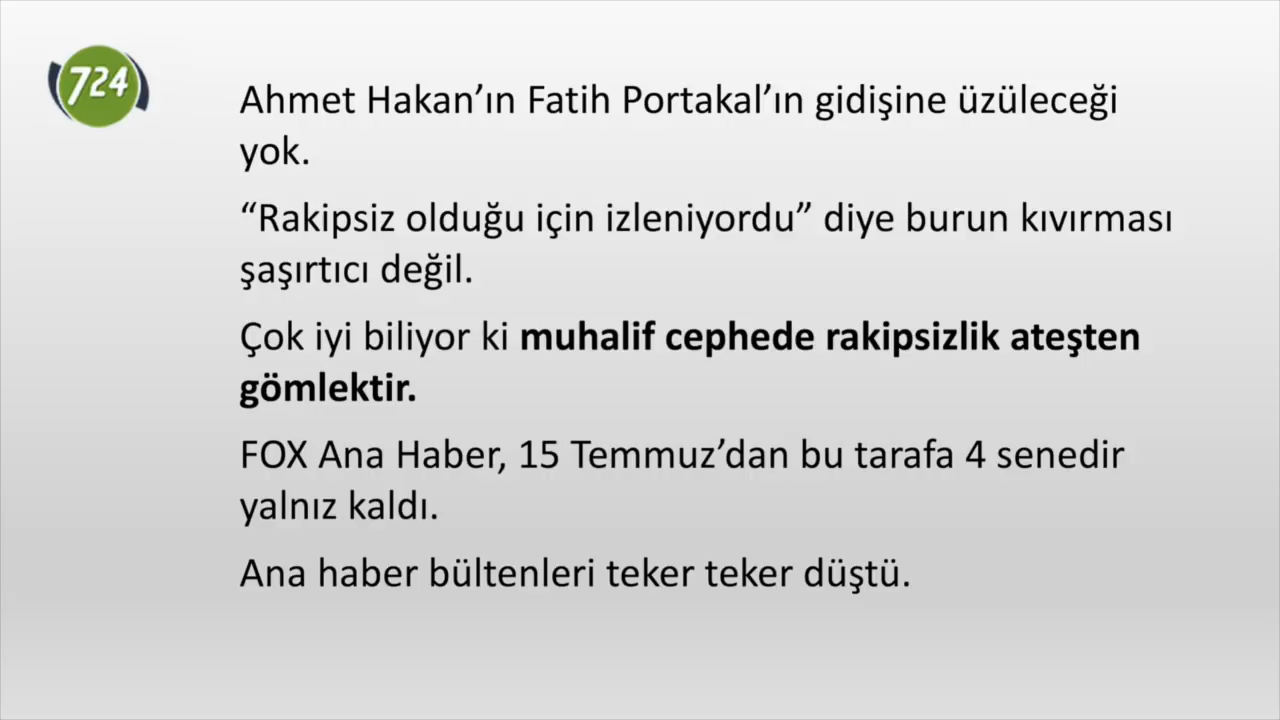 724
Ahmet Hakan’ın Fatih Portakal’ın gidişine üzüleceği
yok.
“Rakipsiz olduğu için izleniyordu” diye burun kıvırması
şaşırtıcı değil.
Çok iyi biliyor ki muhalif cephede rakipsizlik ateşten
gömlektir.
FOX Ana Haber, 15 Temmuz’dan bu tarafa 4 senedir
yalnız kaldı.
Ana haber bültenleri teker teker düştü.